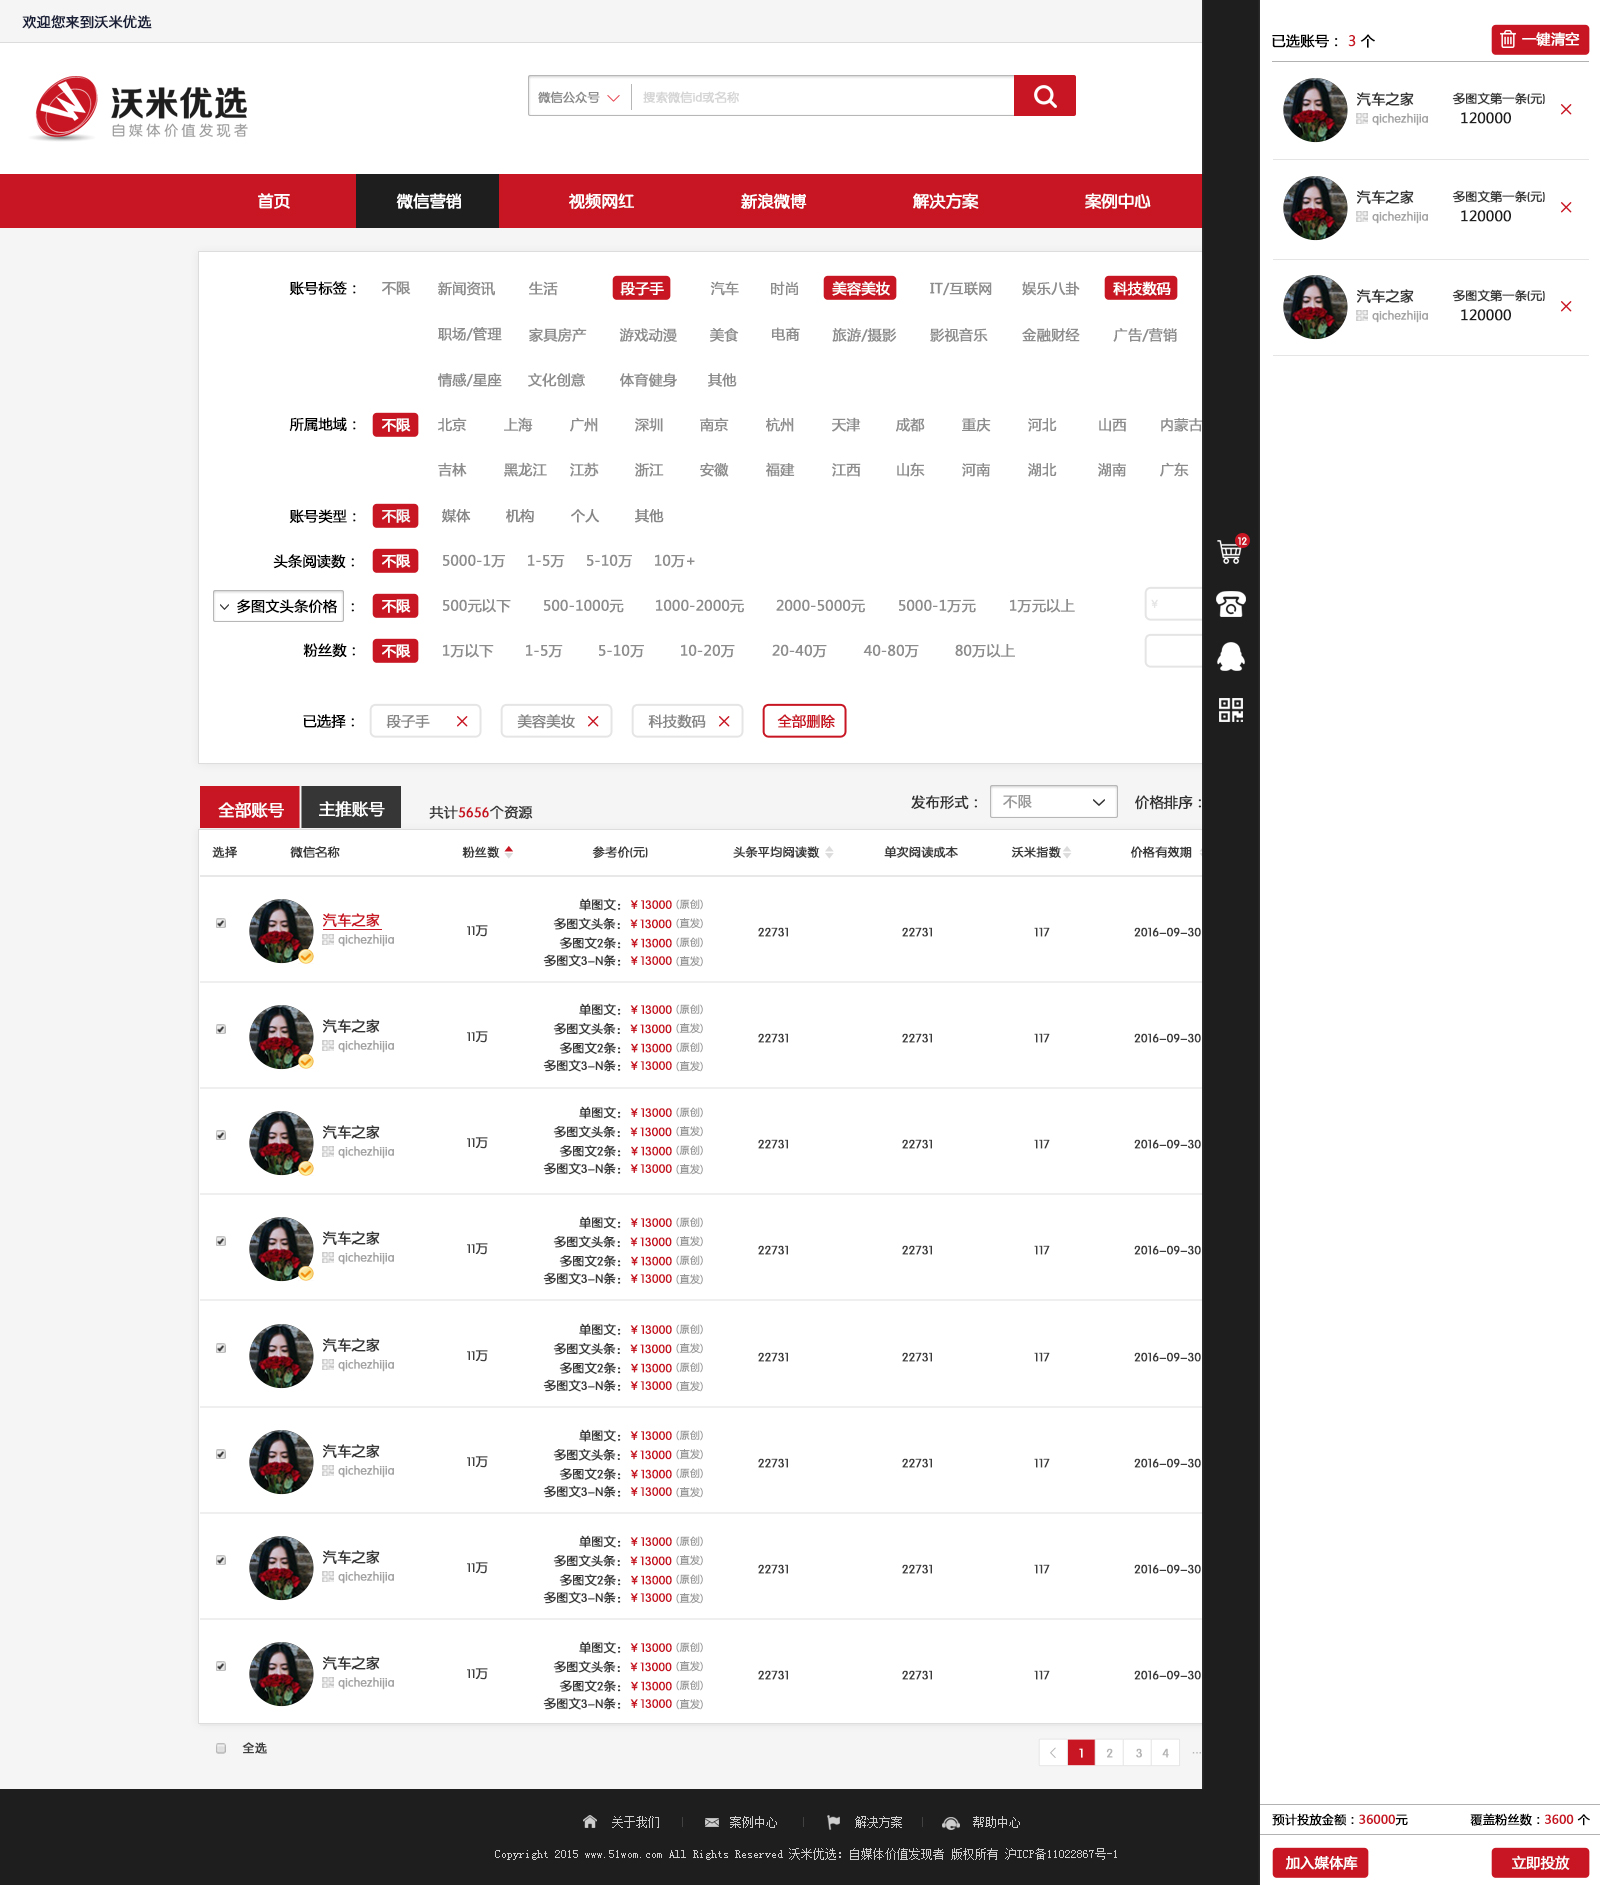 欢迎您来到沃米优选
沃米优选
自媒体价值发现者
微信公众号 搜索微信id或名称
首页 微信营销 视频网红 新浪微博 解决方案 案例中心
账号标签： 不限 新闻资讯 生活 段子手 汽车 时尚 美容美妆 IT/互联网 娱乐八卦 科技数码
职场/管理 家具房产 游戏动漫 美食 电商 旅游/摄影 影视音乐 金融财经 广告/营销
情感/星座 文化创意 体育健身 其他
所属地域： 不限 北京 上海 广州 深圳 南京 杭州 天津 成都 重庆 河北 山西 内蒙古
吉林 黑龙江 江苏 浙江 安徽 福建 江西 山东 河南 湖北 湖南 广东
账号类型： 不限 媒体 机构 个人 其他
头条阅读数： 不限 5000-1万 1-5万 5-10万 10万+
多图文头条价格 ： 不限 500元以下 500-1000元 1000-2000元 2000-5000元 5000-1万元 1万元以上 ¥
粉丝数： 不限 1万以下 1-5万 5-10万 10-20万 20-40万 40-80万 80万以上
已选择： 段子手 美容美妆 科技数码 全部删除
全部账号 主推账号 共计5656个资源 发布形式： 不限 价格排序：
选择 微信名称 粉丝数 参考价(元) 头条平均阅读数 单次阅读成本 沃米指数 价格有效期
单图文：¥13000 (原创)
汽车之家 多图文头条：¥13000 (直发)
qichezhijia 11万 多图文2条：¥13000 (原创) 22731 22731 117 2016-09-30
多图文3-N条：¥13000 (直发)
单图文：¥13000 (原创)
汽车之家 多图文头条：¥13000 (直发)
qichezhijia 11万 多图文2条：¥13000 (原创) 22731 22731 117 2016-09-30
多图文3-N条：¥13000 (直发)
单图文：¥13000 (原创)
汽车之家 多图文头条：¥13000 (直发)
qichezhijia 11万 多图文2条：¥13000 (原创) 22731 22731 117 2016-09-30
多图文3-N条：¥13000 (直发)
单图文：¥13000 (原创)
汽车之家 多图文头条：¥13000 (直发)
qichezhijia 11万 多图文2条：¥13000 (原创) 22731 22731 117 2016-09-30
多图文3-N条：¥13000 (直发)
单图文：¥13000 (原创)
汽车之家 多图文头条：¥13000 (直发)
qichezhijia 11万 多图文2条：¥13000 (原创) 22731 22731 117 2016-09-30
多图文3-N条：¥13000 (直发)
单图文：¥13000 (原创)
汽车之家 多图文头条：¥13000 (直发)
qichezhijia 11万 多图文2条：¥13000 (原创) 22731 22731 117 2016-09-30
多图文3-N条：¥13000 (直发)
单图文：¥13000 (原创)
汽车之家 多图文头条：¥13000 (直发)
qichezhijia 11万 多图文2条：¥13000 (原创) 22731 22731 117 2016-09-30
多图文3-N条：¥13000 (直发)
单图文：¥13000 (原创)
汽车之家 多图文头条：¥13000 (直发)
qichezhijia 11万 多图文2条：¥13000 (原创) 22731 22731 117 2016-09-30
多图文3-N条：¥13000 (直发)
全选 < 1 2 3 4 ...
关于我们 案例中心 解决方案 帮助中心
Copyright 2015 www.51wom.com All Rights Reserved 沃米优选：自媒体价值发现者 版权所有 沪ICP备11022867号-1
12
已选账号： 3 个 一键清空
汽车之家 多图文第一条(元)
qichezhijia 120000
汽车之家 多图文第一条(元)
qichezhijia 120000
汽车之家 多图文第一条(元)
qichezhijia 120000
预计投放金额：36000元 覆盖粉丝数：3600 个
加入媒体库 立即投放